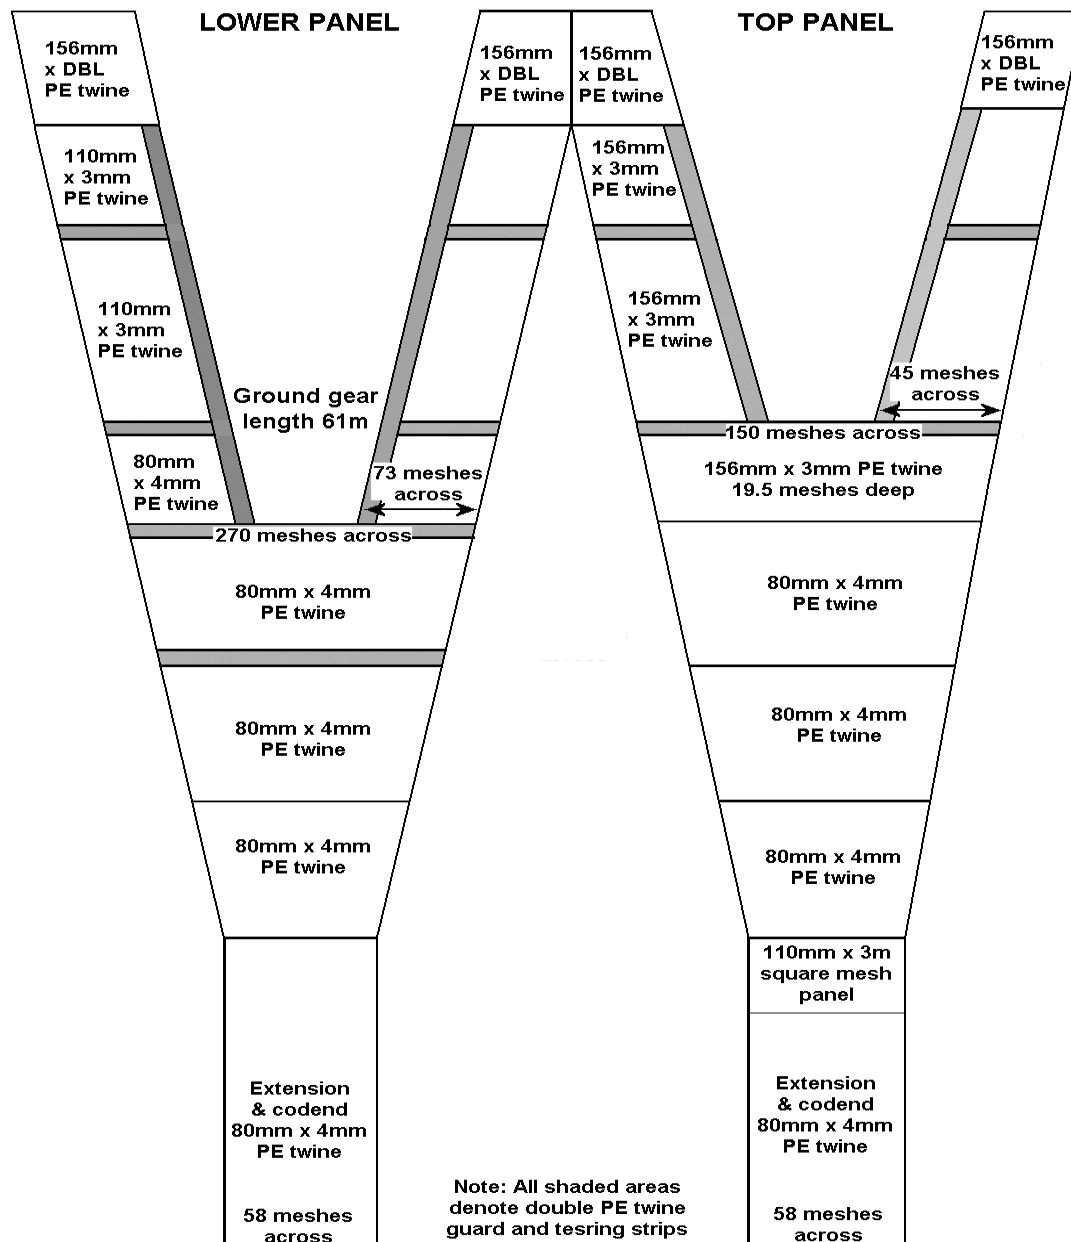 LOWER PANEL
TOP PANEL
156mm
x DBL
PE twine
156mm
x DBL
PE twine
156mm
x DBL
PE twine
156mm
x DBL
PE twine
110mm
x 3mm
PE twine
156mm
x 3mm
PE twine
110mm
x 3mm
PE twine
156mm
x 3mm
PE twine
Ground gear
length 61m
45 meshes
across
80mm
x 4mm
PE twine
73 meshes
across
150 meshes across
156mm x 3mm PE twine
19.5 meshes deep
270 meshes across
80mm x 4mm
PE twine
80mm x 4mm
PE twine
80mm x 4mm
PE twine
80mm x 4mm
PE twine
80mm x 4mm
PE twine
80mm x 4mm
PE twine
110mm x 3m
square mesh
panel
Extension
& codend
80mm x 4mm
PE twine
Extension
& codend
80mm x 4mm
PE twine
58 meshes
across
Note: All shaded areas
denote double PE twine
guard and tesring strips
58 meshes
across